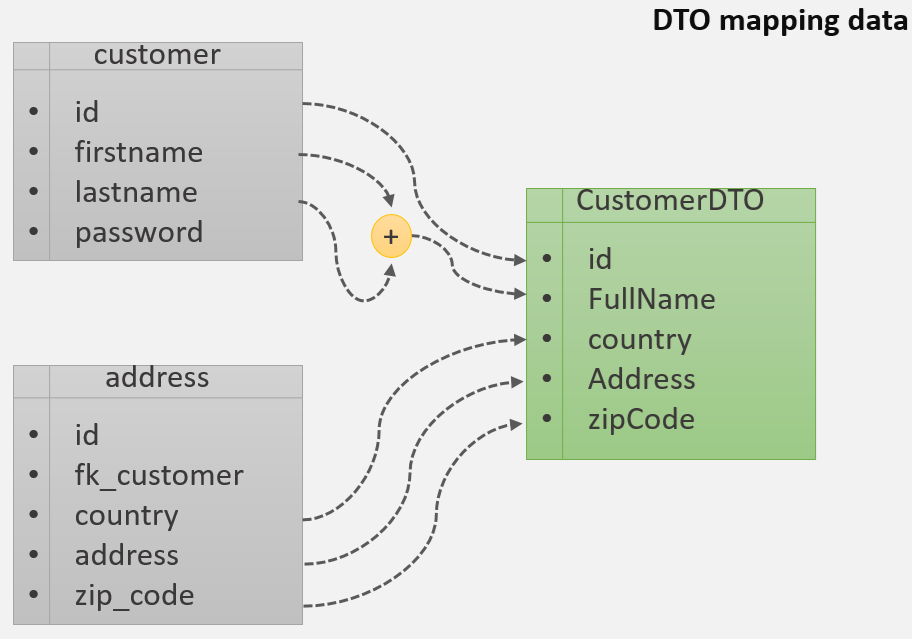 DTO mapping data
customer
• id
• firstname
• lastname
• password
+
CustomerDTO
• id
• FullName
• country
• Address
• zipCode
address
• id
• fk_customer
• country
• address
• zip_code